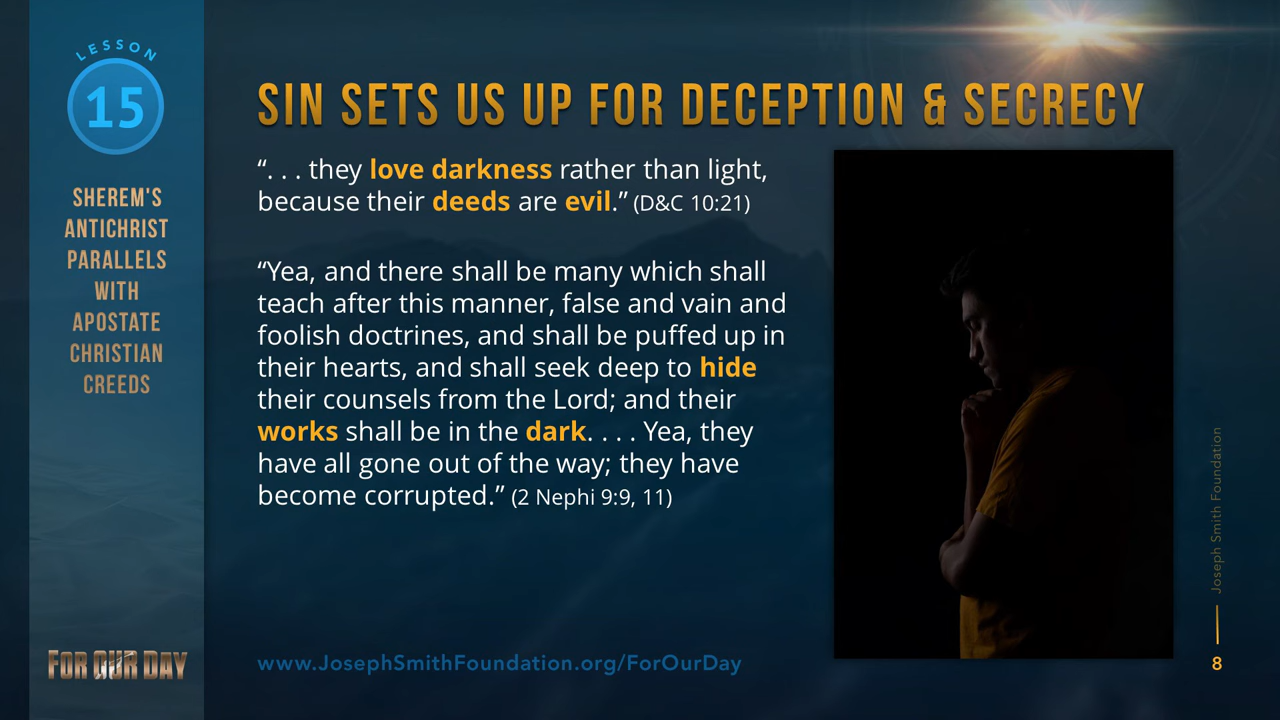 LESSON
15
SHEREM'S
ANTICHRIST
PARALLELS
WITH
APOSTATE
CHRISTIAN
CREEDS
FOR OUR DAY
SIN SETS US UP FOR DECEPTION & SECRECY
“. . . they love darkness rather than light,
because their deeds are evil.” (D&C 10:21)
“Yea, and there shall be many which shall
teach after this manner, false and vain and
foolish doctrines, and shall be puffed up in
their hearts, and shall seek deep to hide
their counsels from the Lord; and their
works shall be in the dark. . . . Yea, they
have all gone out of the way; they have
become corrupted.” (2 Nephi 9:9, 11)
www.JosephSmithFoundation.org/ForOurDay
Joseph Smith Foundation
8